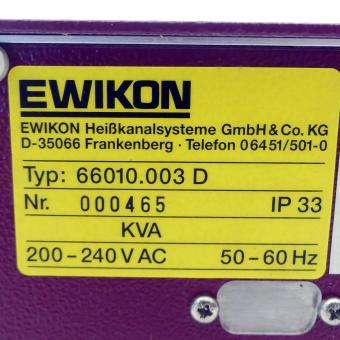 EWIKON
EWIKON Heißkanalsysteme GmbH & Co. KG
D-35066 Frankenberg · Telefon 06451/501-0
Typ: 66010.003 D
Nr. 000465 IP 33
KVA
200-240 V AC 50-60 Hz